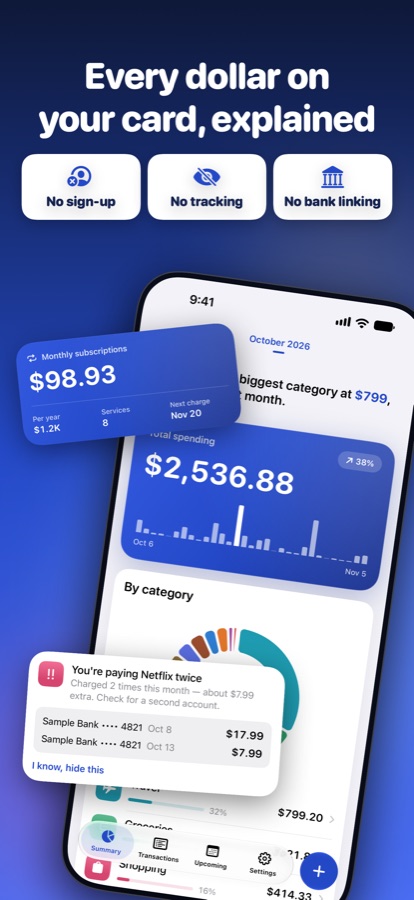 Every dollar on
your card, explained
No sign-up
No tracking
No bank linking
9:41
October 2026
Monthly subscriptions
$98.93
Per year
$1.2K
Services
8
Next charge
Nov 20
biggest category at $799,
month.
Total spending
38%
$2,536.88
Oct 6
Nov 5
By category
!!
You're paying Netflix twice
Charged 2 times this month — about $7.99
extra. Check for a second account.
Sample Bank •••• 4821 Oct 8 $17.99
Sample Bank •••• 4821 Oct 13 $7.99
I know, hide this
32%
$799.20
Groceries
Summary
Transactions
Upcoming
Settings
Shopping
16%
$414.33